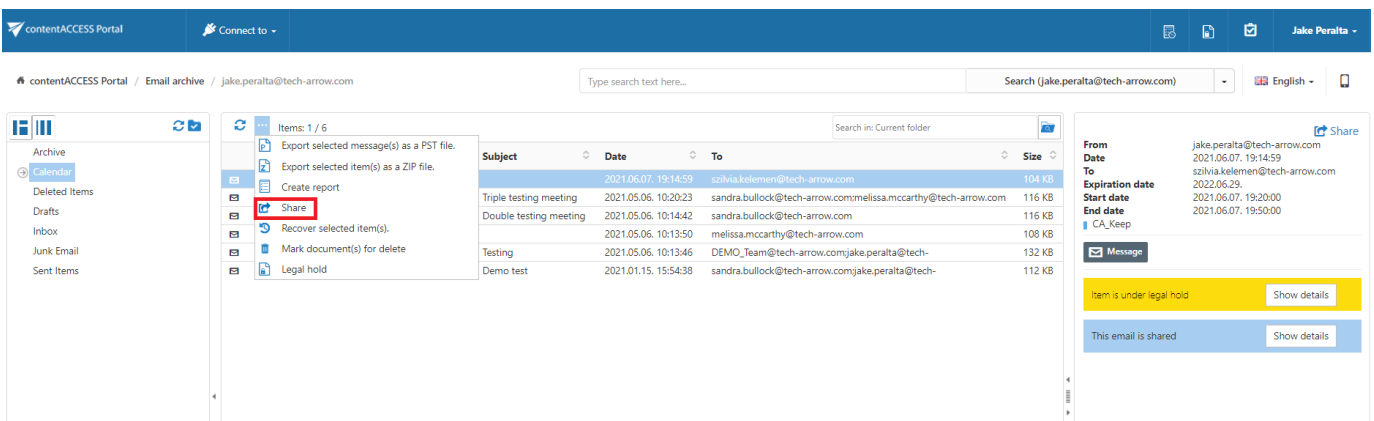 contentACCESS Portal
Connect to
Jake Peralta
contentACCESS Portal / Email archive / jake.peralta@tech-arrow.com
Type search text here...
Search (jake.peralta@tech-arrow.com)
English
Archive
Calendar
Deleted Items
Drafts
Inbox
Junk Email
Sent Items
... Items: 1 / 6
Search in: Current folder
Export selected message(s) as a PST file.
Export selected item(s) as a ZIP file.
Create report
Share
Recover selected item(s).
Mark document(s) for delete
Legal hold
Subject Date To Size
2021.06.07. 19:14:59 szilvia.kelemen@tech-arrow.com 104 KB
Triple testing meeting 2021.05.06. 10:20:23 sandra.bullock@tech-arrow.com;melissa.mccarthy@tech-arrow.com 116 KB
Double testing meeting 2021.05.06. 10:14:42 sandra.bullock@tech-arrow.com 116 KB
2021.05.06. 10:13:50 melissa.mccarthy@tech-arrow.com 108 KB
Testing 2021.05.06. 10:13:46 DEMO_Team@tech-arrow.com;jake.peralta@tech- 132 KB
Demo test 2021.01.15. 15:54:38 sandra.bullock@tech-arrow.com;jake.peralta@tech- 112 KB
Share
From jake.peralta@tech-arrow.com
Date 2021.06.07. 19:14:59
To szilvia.kelemen@tech-arrow.com
Expiration date 2022.06.29.
Start date 2021.06.07. 19:20:00
End date 2021.06.07. 19:50:00
CA_Keep
Message
Item is under legal hold Show details
This email is shared Show details